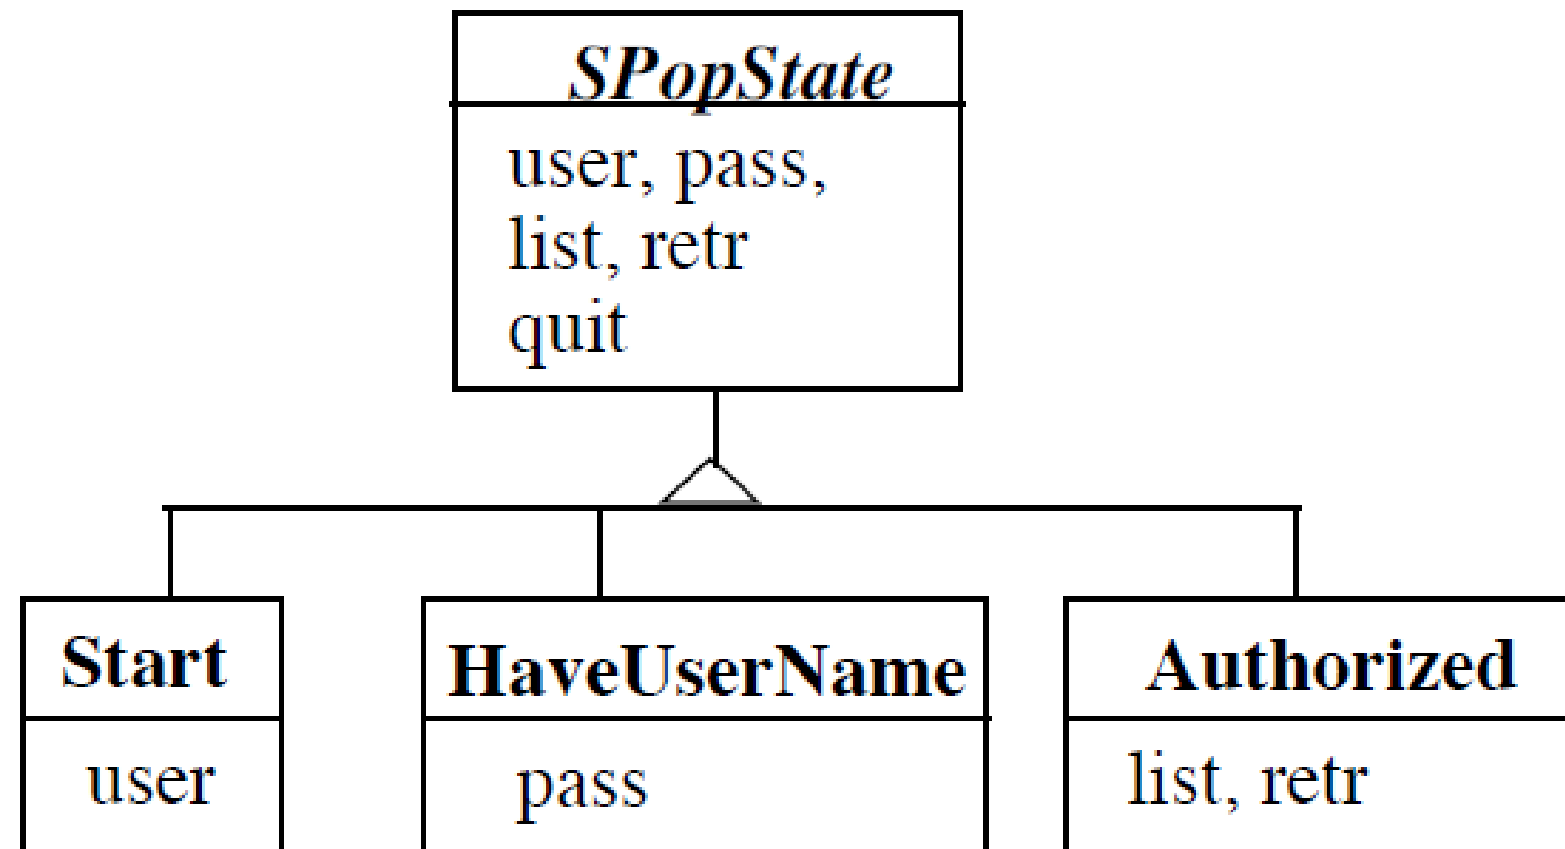 SPopState
user, pass,
list, retr
quit
Start
HaveUserName
Authorized
user
pass
list, retr